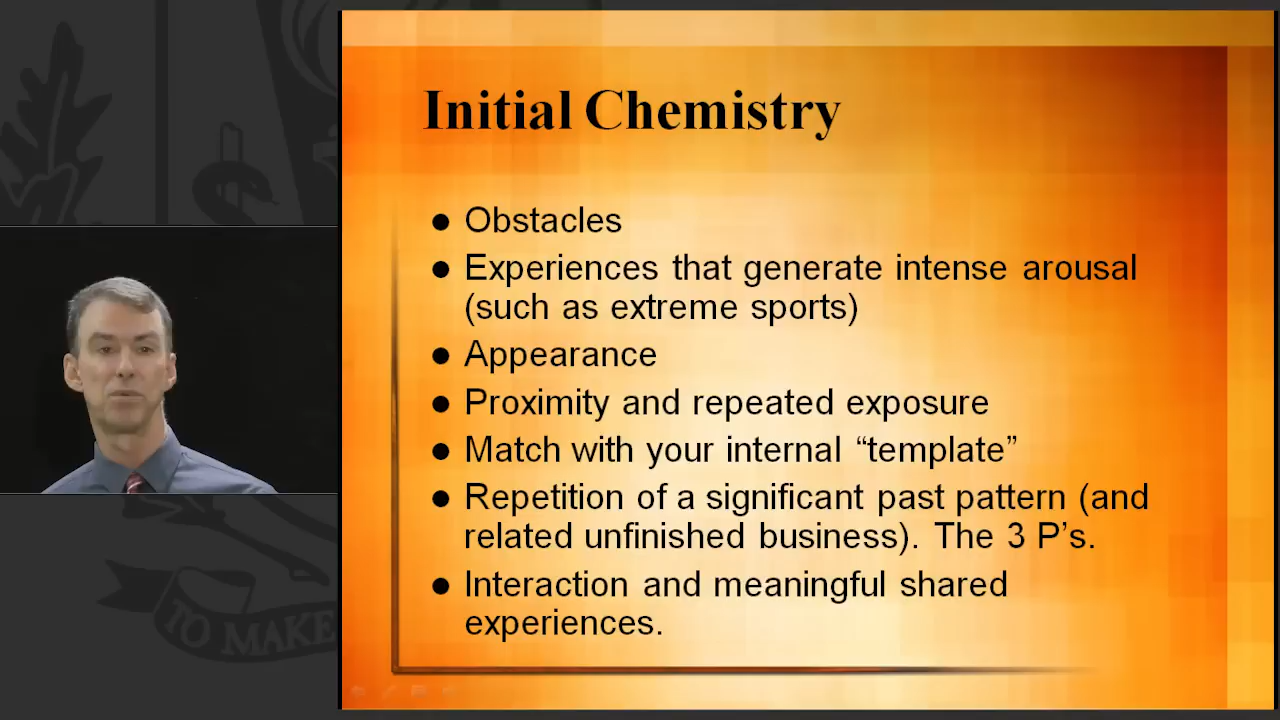 Initial Chemistry
● Obstacles
● Experiences that generate intense arousal
(such as extreme sports)
● Appearance
● Proximity and repeated exposure
● Match with your internal “template”
● Repetition of a significant past pattern (and
related unfinished business). The 3 P’s.
● Interaction and meaningful shared
experiences.
TO MAKE